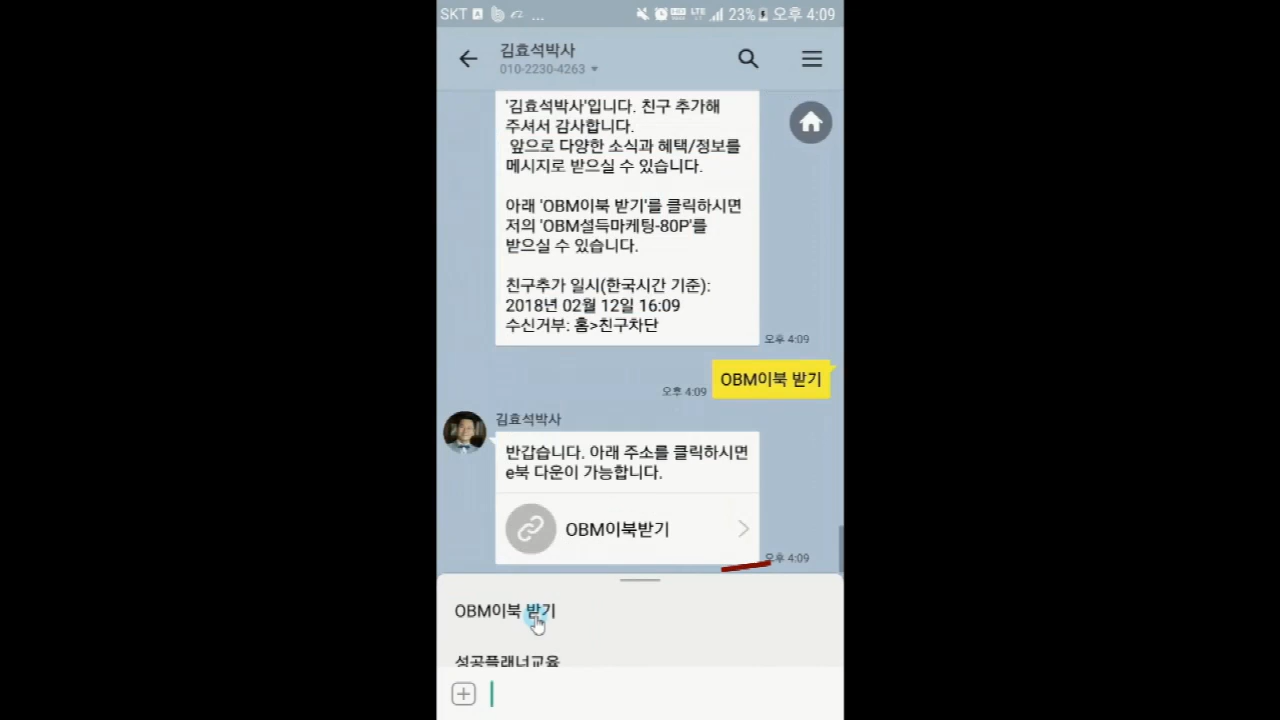 SKT ... LTE 23% 오후 4:09
김효석박사
010-2230-4263
'김효석박사'입니다. 친구 추가해
주셔서 감사합니다.
앞으로 다양한 소식과 혜택/정보를
메시지로 받으실 수 있습니다.
아래 'OBM이북 받기'를 클릭하시면
저의 'OBM설득마케팅-80P'를
받으실 수 있습니다.
친구추가 일시(한국시간 기준):
2018년 02월 12일 16:09
수신거부: 홈>친구차단
오후 4:09
OBM이북 받기
오후 4:09
김효석박사
반갑습니다. 아래 주소를 클릭하시면
e북 다운이 가능합니다.
OBM이북받기
오후 4:09
OBM이북 받기
성공플래너교육